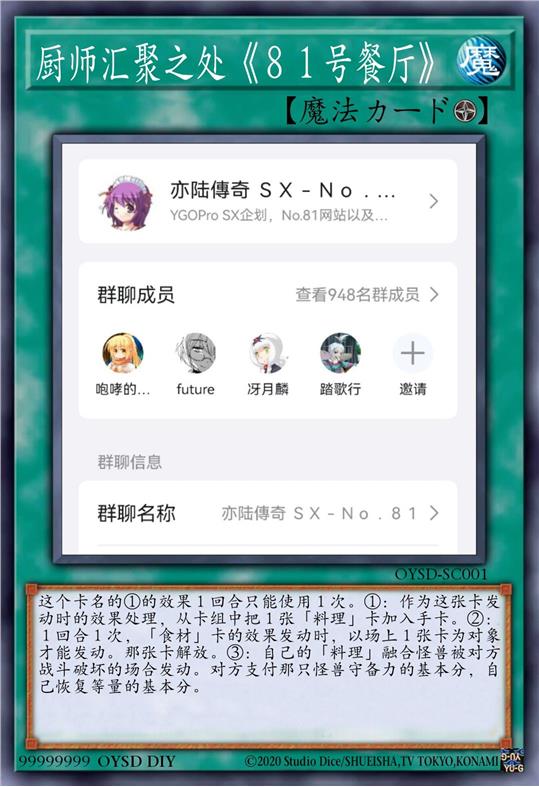 厨师汇聚之处《８１号餐厅》
魔
【魔法カード】
亦陆傳奇 ＳＸ－Ｎｏ．...
YGOPro SX企划，No.81网站以及...
群聊成员
查看948名群成员
咆哮的... future 冴月麟 踏歌行 邀请
群聊信息
群聊名称 亦陆傳奇 ＳＸ－Ｎｏ．８１
OYSD-SC001
这个卡名的①的效果１回合只能使用１次。①：作为这张卡发
动时的效果处理，从卡组中把１张「料理」卡加入手卡。②：
１回合１次，「食材」卡的效果发动时，以场上１张卡为对象
才能发动。那张卡解放。③：自己的「料理」融合怪兽被对方
战斗破坏的场合发动。对方支付那只怪兽守备力的基本分，自
己恢复等量的基本分。
99999999 OYSD DIY
©2020 Studio Dice/SHUEISHA,TV TOKYO,KONAMI